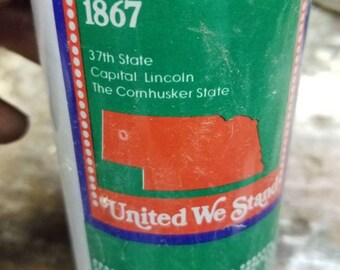 1867
37th State
Capital Lincoln
The Cornhusker State
"United We Stand"